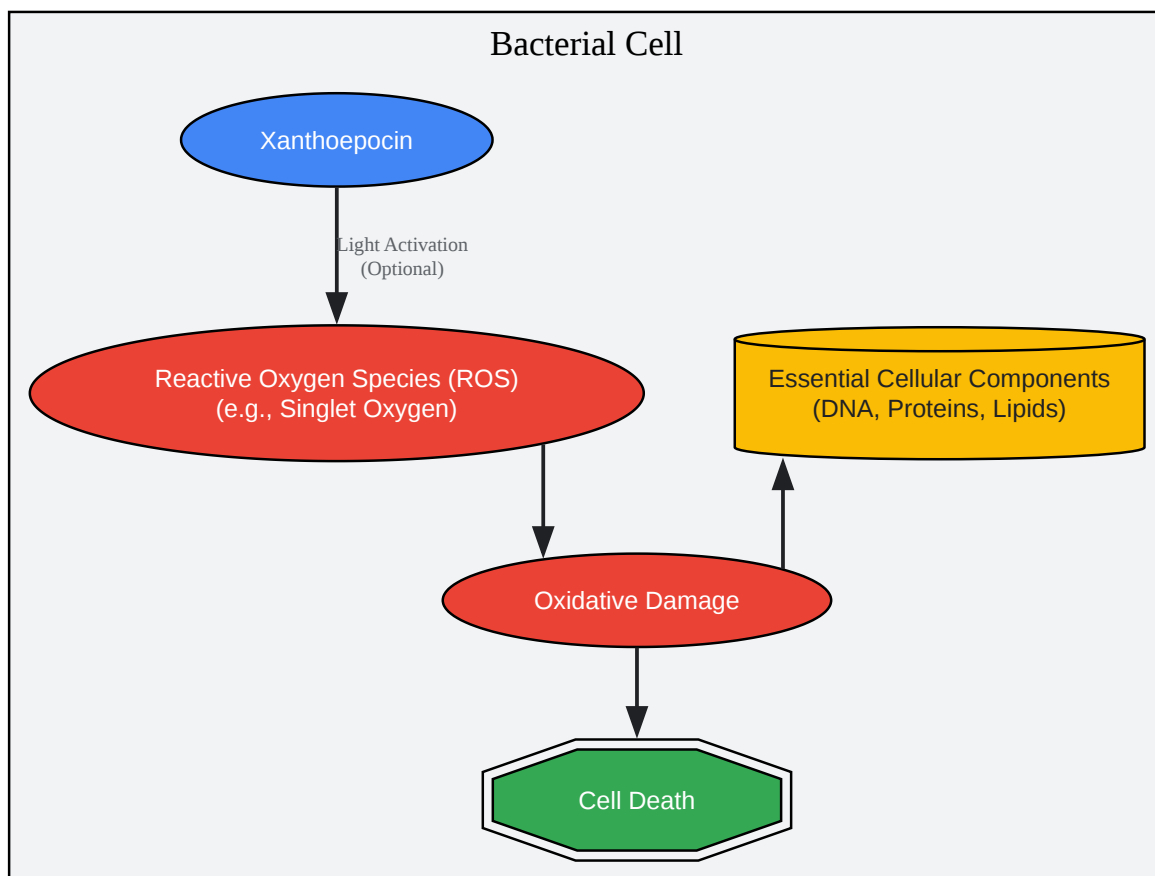 Bacterial Cell
Xanthoepocin
Light Activation
(Optional)
Reactive Oxygen Species (ROS)
(e.g., Singlet Oxygen)
Essential Cellular Components
(DNA, Proteins, Lipids)
Oxidative Damage
Cell Death